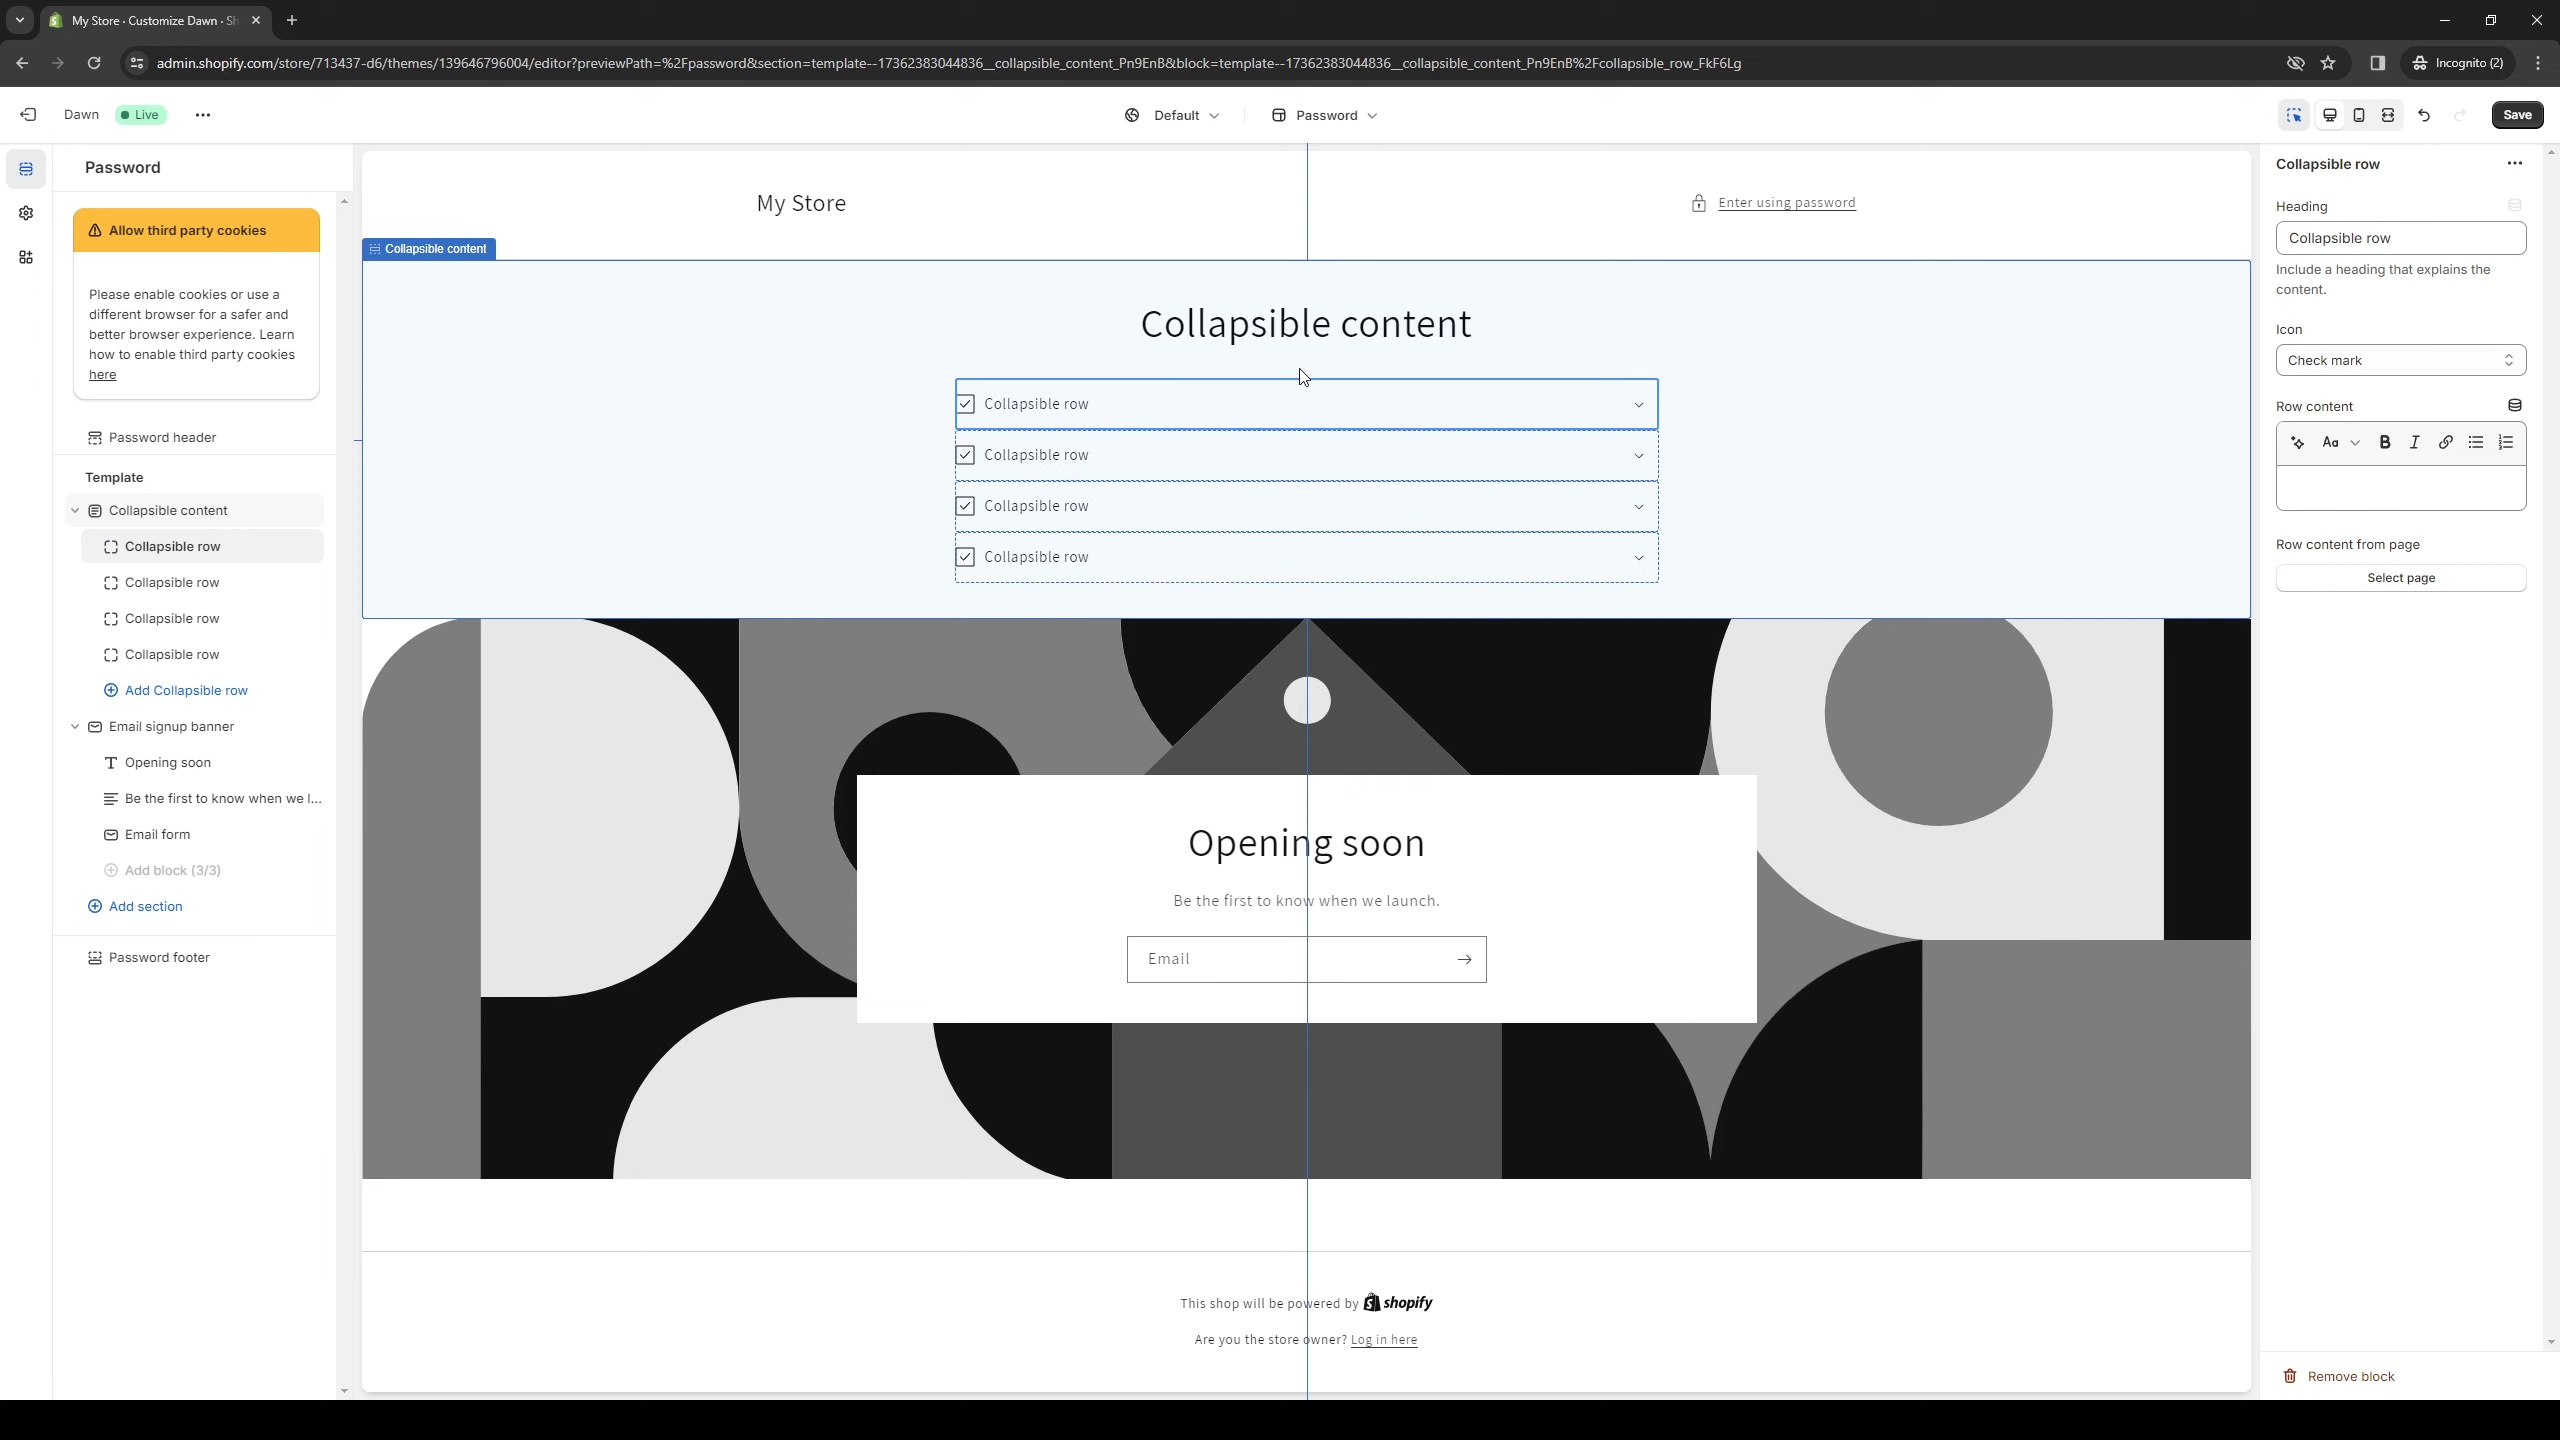 My Store · Customize Dawn · Sh
admin.shopify.com/store/713437-d6/themes/139646796004/editor?previewPath=%2Fpassword&section=template--17362383044836__collapsible_content_Pn9EnB&block=template--17362383044836__collapsible_content_Pn9EnB%2Fcollapsible_row_FkF6Lg
Incognito (2)
Dawn
Live
Default
Password
Save
Password
Allow third party cookies
Please enable cookies or use a
different browser for a safer and
better browser experience. Learn
how to enable third party cookies
here
Password header
Template
Collapsible content
Collapsible row
Collapsible row
Collapsible row
Collapsible row
Add Collapsible row
Email signup banner
Opening soon
Be the first to know when we l...
Email form
Add block (3/3)
Add section
Password footer
My Store
Enter using password
Collapsible content
Collapsible content
Collapsible row
Collapsible row
Collapsible row
Collapsible row
Opening soon
Be the first to know when we launch.
Email
This shop will be powered by shopify
Are you the store owner? Log in here
Collapsible row
Heading
Collapsible row
Include a heading that explains the
content.
Icon
Check mark
Row content
Aa
B
I
Row content from page
Select page
Remove block